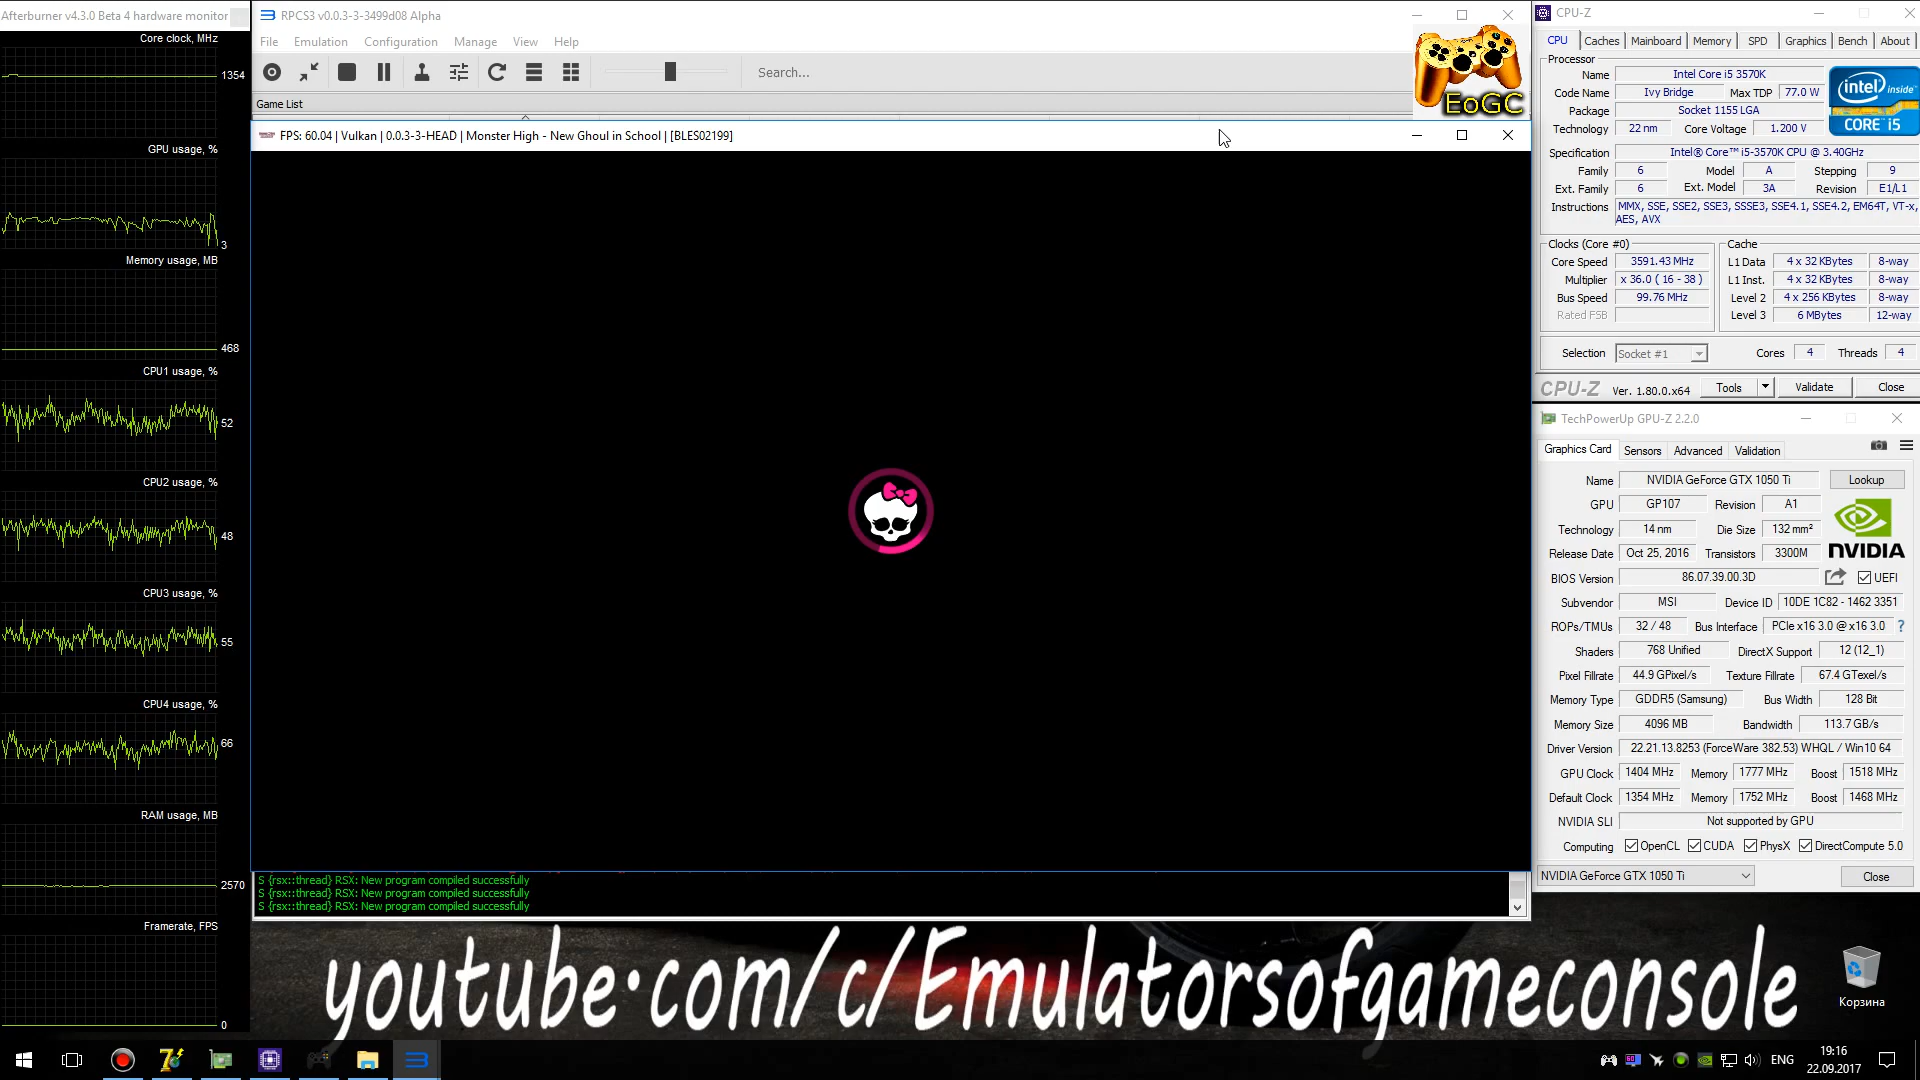 Afterburner v4.3.0 Beta 4 hardware monitor
Core clock, MHz
1354
GPU usage, %
3
Memory usage, MB
468
CPU1 usage, %
52
CPU2 usage, %
48
CPU3 usage, %
55
CPU4 usage, %
66
RAM usage, MB
2570
Framerate, FPS
0
RPCS3 v0.0.3-3-3499d08 Alpha
File Emulation Configuration Manage View Help
Search...
EoGC
Game List
FPS: 60.04 | Vulkan | 0.0.3-3-HEAD | Monster High - New Ghoul in School | [BLES02199]
S {rsx::thread} RSX: New program compiled successfully
S {rsx::thread} RSX: New program compiled successfully
S {rsx::thread} RSX: New program compiled successfully
CPU-Z
CPU Caches Mainboard Memory SPD Graphics Bench About
Processor
Name Intel Core i5 3570K
Code Name Ivy Bridge Max TDP 77.0 W
Package Socket 1155 LGA
Technology 22 nm Core Voltage 1.200 V
intel inside™
CORE i5
Specification Intel® Core™ i5-3570K CPU @ 3.40GHz
Family 6 Model A Stepping 9
Ext. Family 6 Ext. Model 3A Revision E1/L1
Instructions MMX, SSE, SSE2, SSE3, SSSE3, SSE4.1, SSE4.2, EM64T, VT-x,
AES, AVX
Clocks (Core #0) Cache
Core Speed 3591.43 MHz L1 Data 4 x 32 KBytes 8-way
Multiplier x 36.0 ( 16 - 38 ) L1 Inst. 4 x 32 KBytes 8-way
Bus Speed 99.76 MHz Level 2 4 x 256 KBytes 8-way
Rated FSB Level 3 6 MBytes 12-way
Selection Socket #1 Cores 4 Threads 4
CPU-Z Ver. 1.80.0.x64 Tools Validate Close
TechPowerUp GPU-Z 2.2.0
Graphics Card Sensors Advanced Validation
Name NVIDIA GeForce GTX 1050 Ti Lookup
GPU GP107 Revision A1
Technology 14 nm Die Size 132 mm²
Release Date Oct 25, 2016 Transistors 3300M
NVIDIA
BIOS Version 86.07.39.00.3D UEFI
Subvendor MSI Device ID 10DE 1C82 - 1462 3351
ROPs/TMUs 32 / 48 Bus Interface PCIe x16 3.0 @ x16 3.0 ?
Shaders 768 Unified DirectX Support 12 (12_1)
Pixel Fillrate 44.9 GPixel/s Texture Fillrate 67.4 GTexel/s
Memory Type GDDR5 (Samsung) Bus Width 128 Bit
Memory Size 4096 MB Bandwidth 113.7 GB/s
Driver Version 22.21.13.8253 (ForceWare 382.53) WHQL / Win10 64
GPU Clock 1404 MHz Memory 1777 MHz Boost 1518 MHz
Default Clock 1354 MHz Memory 1752 MHz Boost 1468 MHz
NVIDIA SLI Not supported by GPU
Computing OpenCL CUDA PhysX DirectCompute 5.0
NVIDIA GeForce GTX 1050 Ti Close
youtube.com/c/Emulatorsofgameconsole
Корзина
ENG
19:16
22.09.2017